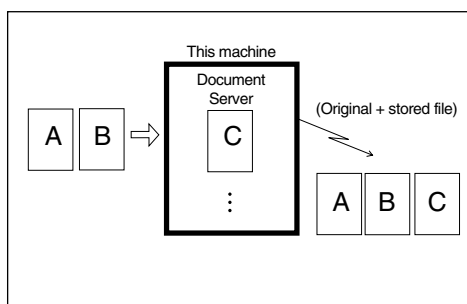 This machine
Document
Server
(Original + stored file)
A B
C
A B C